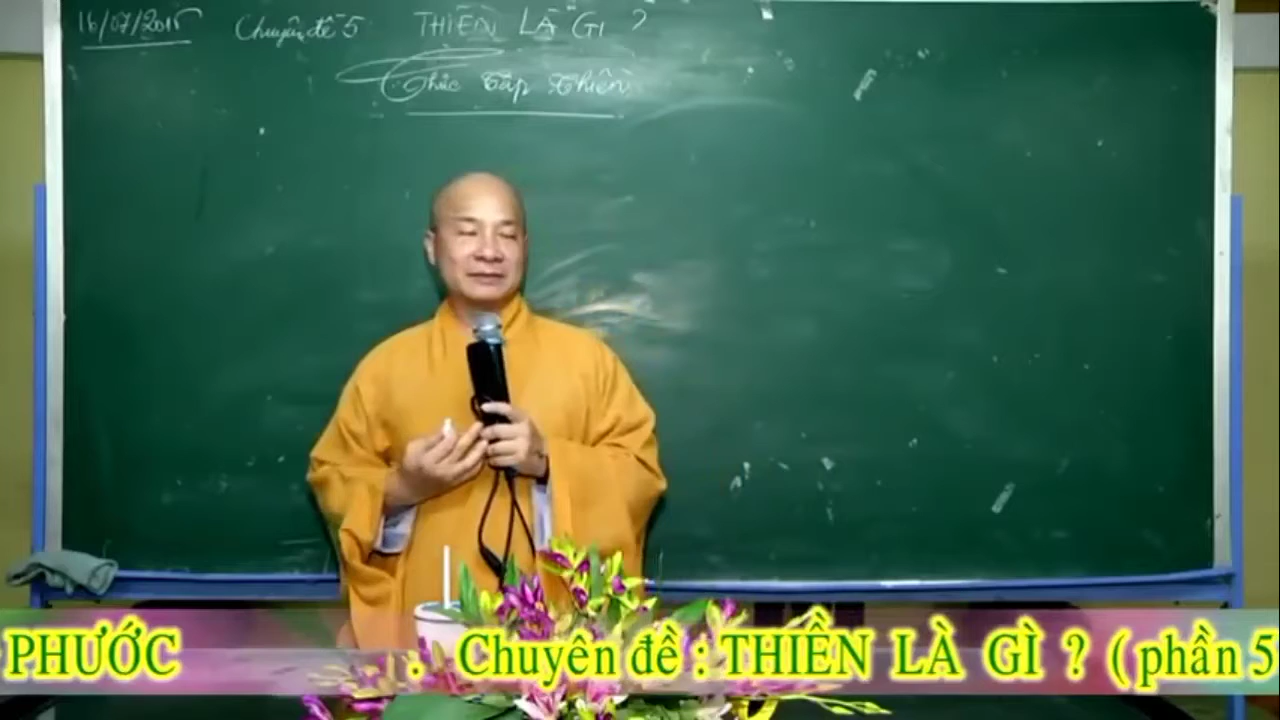 16/07/2015 Chuyên đề 5 THIỀN LÀ GÌ ?
Thực Tập Thiền
PHƯỚC . Chuyên đề : THIỀN LÀ GÌ ? ( phần 5